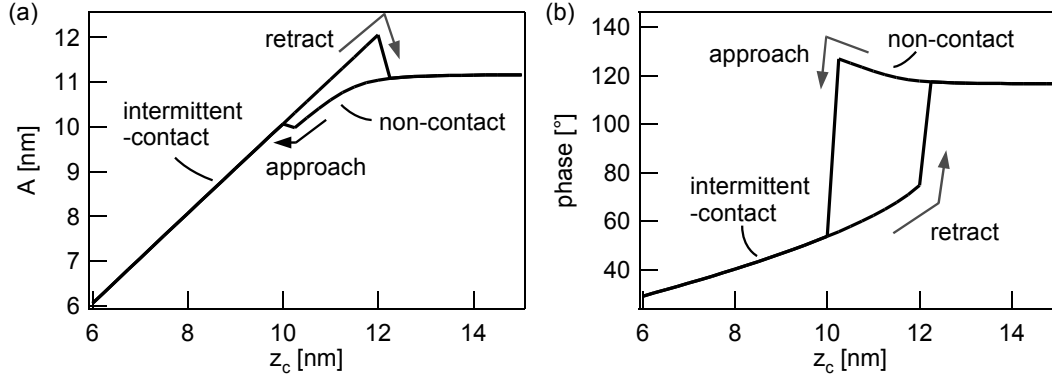 (a)
12
11
10
9
8
7
6
A [nm]
retract
intermittent
-contact
non-contact
approach
6
8
10
12
14
z_c [nm]
(b)
140
120
100
80
60
40
phase [°]
approach
non-contact
intermittent
-contact
retract
6
8
10
12
14
z_c [nm]